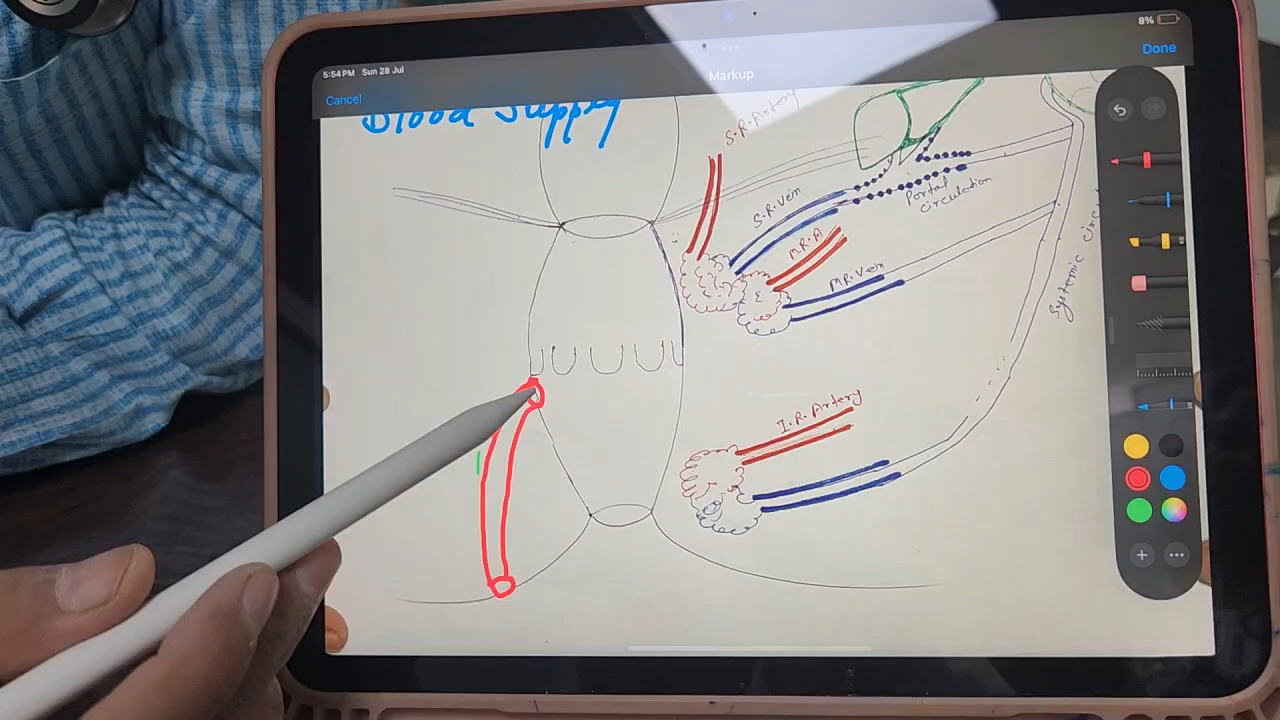 5:54 PM Sun 28 Jul
8%
Cancel
Markup
Done
Blood Supply
S.R. Artery
S.R. Vein
Portal
circulation
M.R.A
M.R. Vein
Systemic
I.R. Artery